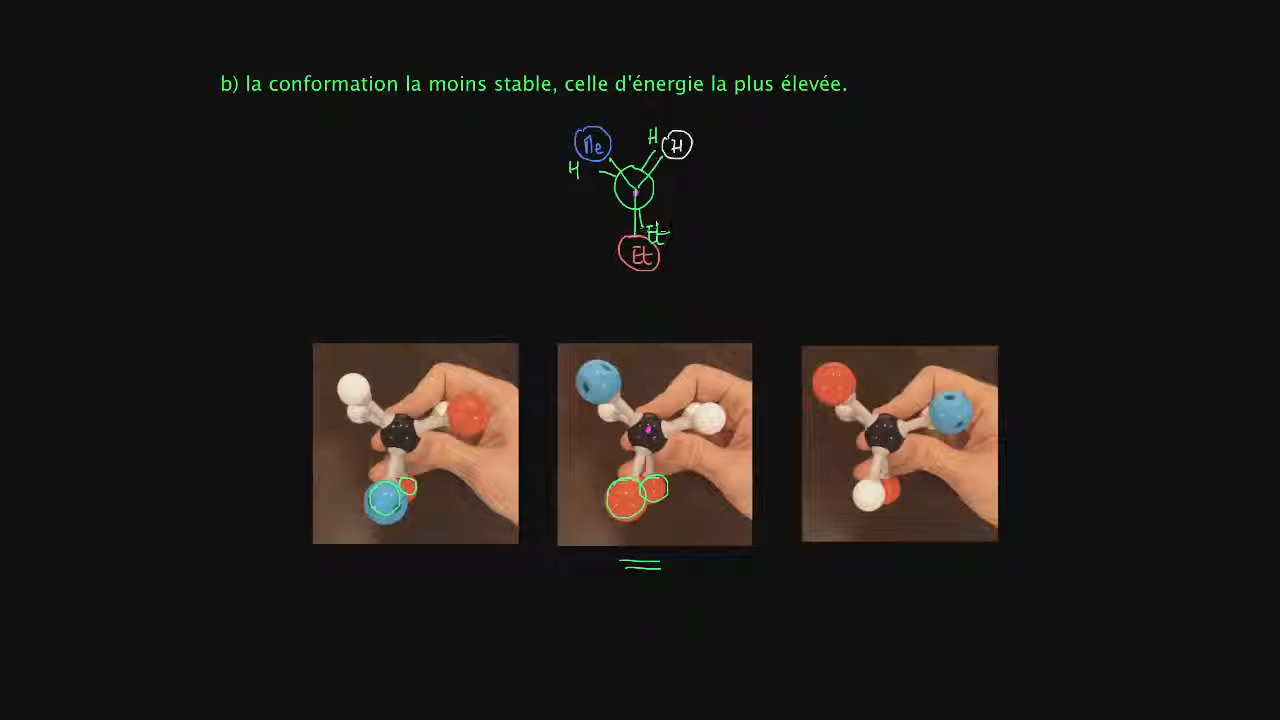 b) la conformation la moins stable, celle d'énergie la plus élevée.
Me H H
H
Et
Et